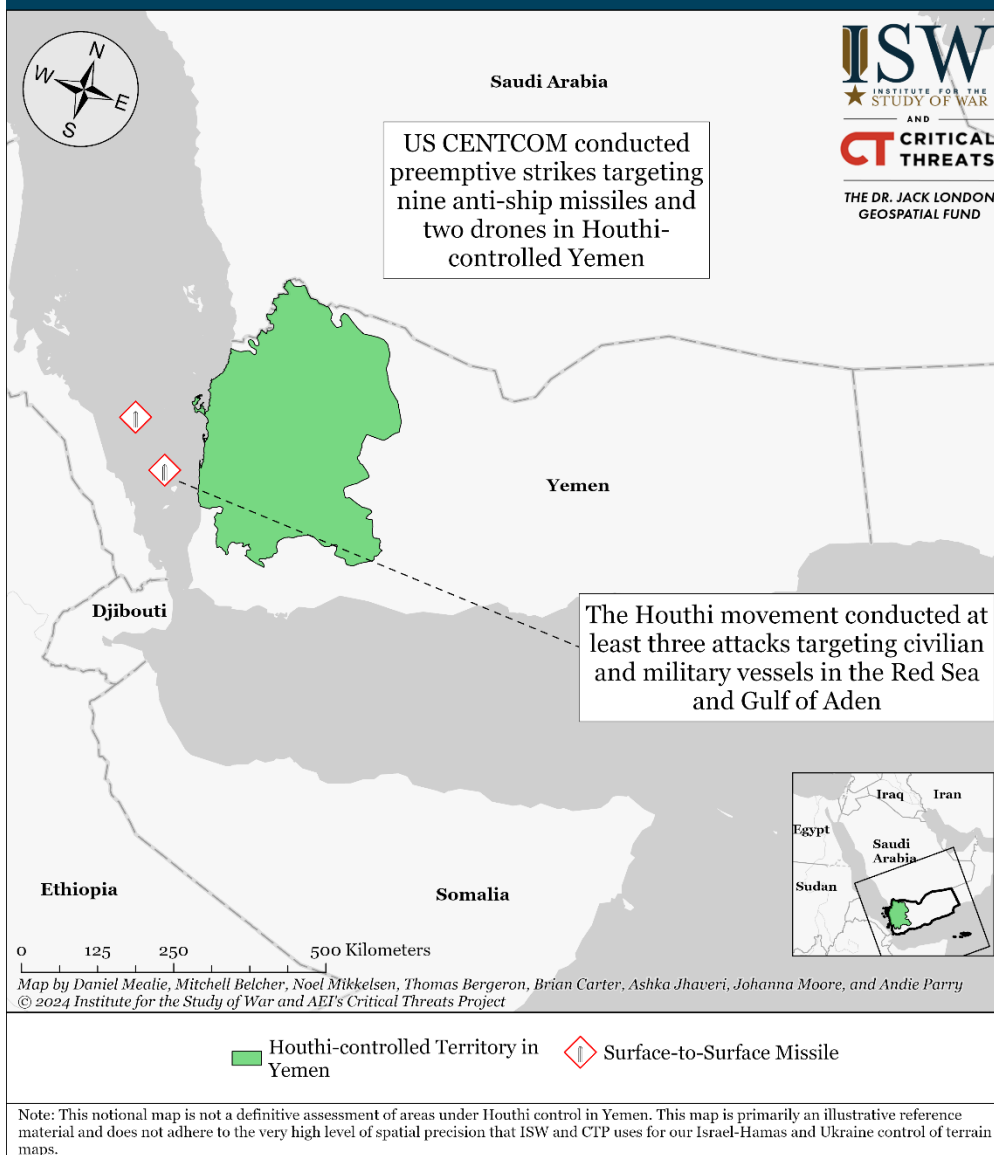 N
W
E
S
Saudi Arabia
ISW
INSTITUTE FOR THE
STUDY OF WAR
AND
CT CRITICAL
THREATS
THE DR. JACK LONDON
GEOSPATIAL FUND
US CENTCOM conducted
preemptive strikes targeting
nine anti-ship missiles and
two drones in Houthi-
controlled Yemen
Yemen
Djibouti
The Houthi movement conducted at
least three attacks targeting civilian
and military vessels in the Red Sea
and Gulf of Aden
Iraq
Iran
Egypt
Saudi
Arabia
Sudan
Ethiopia
Somalia
0 125 250 500 Kilometers
Map by Daniel Mealie, Mitchell Belcher, Noel Mikkelsen, Thomas Bergeron, Brian Carter, Ashka Jhaveri, Johanna Moore, and Andie Parry
© 2024 Institute for the Study of War and AEI's Critical Threats Project
Houthi-controlled Territory in
Yemen
Surface-to-Surface Missile
Note: This notional map is not a definitive assessment of areas under Houthi control in Yemen. This map is primarily an illustrative reference
material and does not adhere to the very high level of spatial precision that ISW and CTP uses for our Israel-Hamas and Ukraine control of terrain
maps.